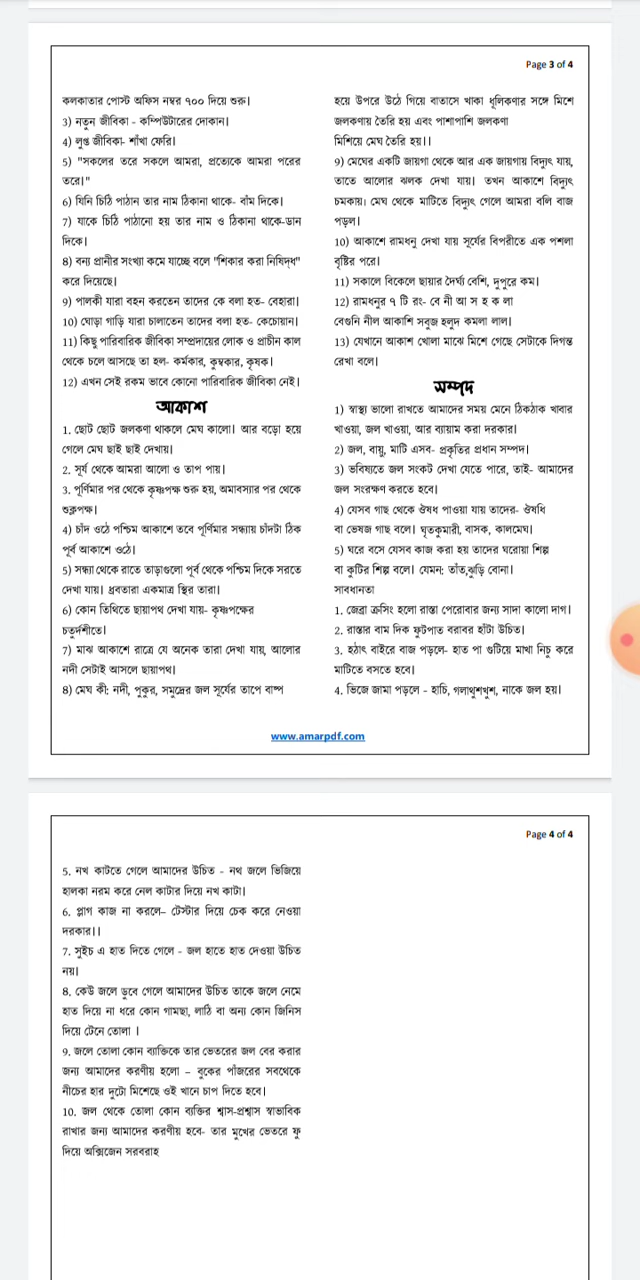 Page 3 of 4
কলকাতার পোস্ট অফিস নম্বর ৭০০ দিয়ে শুরু।
3) নতুন জীবিকা - কম্পিউটারের দোকান।
4) লুপ্ত জীবিকা- শাঁখা ফেরি।
5) "সকলের তরে সকলে আমরা, প্রত্যেকে আমরা পরের
তরে।"
6) যিনি চিঠি পাঠান তার নাম ঠিকানা থাকে- বাঁম দিকে।
7) যাকে চিঠি পাঠানো হয় তার নাম ও ঠিকানা থাকে-ডান
দিকে।
8) বন্য প্রানীর সংখ্যা কমে যাচ্ছে বলে "শিকার করা নিষিদ্ধ"
করে দিয়েছে।
9) পালকী যারা বহন করতেন তাদের কে বলা হত- বেহারা।
10) ঘোড়া গাড়ি যারা চালাতেন তাদের বলা হত- কেচোয়ান।
11) কিছু পারিবারিক জীবিকা সম্প্রদায়ের লোক ও প্রাচীন কাল
থেকে চলে আসছে তা হল- কর্মকার, কুম্বকার, কৃষক।
12) এখন সেই রকম ভাবে কোনো পারিবারিক জীবিকা নেই।
আকাশ
1. ছোট ছোট জলকণা থাকলে মেঘ কালো। আর বড়ো হয়ে
গেলে মেঘ ছাই ছাই দেখায়।
2. সূর্য থেকে আমরা আলো ও তাপ পায়।
3. পূর্ণিমার পর থেকে কৃষ্ণপক্ষ শুরু হয়, অমাবস্যার পর থেকে
শুক্লপক্ষ।
4) চাঁদ ওঠে পশ্চিম আকাশে তবে পূর্ণিমার সন্ধ্যায় চাঁদটা ঠিক
পূর্ব আকাশে ওঠে।
5) সন্ধ্যা থেকে রাতে তাড়াগুলো পূর্ব থেকে পশ্চিম দিকে সরতে
দেখা যায়। ধ্রবতারা একমাত্র স্থির তারা।
6) কোন তিথিতে ছায়াপথ দেখা যায়- কৃষ্ণপক্ষের
চতুর্দশীতে।
7) মাঝ আকাশে রাত্রে যে অনেক তারা দেখা যায়, আলোর
নদী সেটাই আসলে ছায়াপথ।
8) মেঘ কী: নদী, পুকুর, সমুদ্রের জল সূর্যের তাপে বাষ্প
হয়ে উপরে উঠে গিয়ে বাতাসে থাকা ধূলিকণার সঙ্গে মিশে
জলকণায় তৈরি হয় এবং পাশাপাশি জলকণা
মিশিয়ে মেঘ তৈরি হয়।।
9) মেঘের একটি জায়গা থেকে আর এক জায়গায় বিদ্যুৎ যায়,
তাতে আলোর ঝলক দেখা যায়। তখন আকাশে বিদ্যুৎ
চমকায়। মেঘ থেকে মাটিতে বিদ্যুৎ গেলে আমরা বলি বাজ
পড়ল।
10) আকাশে রামধনু দেখা যায় সূর্যের বিপরীতে এক পশলা
বৃষ্টির পরে।
11) সকালে বিকেলে ছায়ার দৈর্ঘ্য বেশি, দুপুরে কম।
12) রামধনুর ৭ টি রং- বে নী আ স হ ক লা
বেগুনি নীল আকাশি সবুজ হলুদ কমলা লাল।
13) যেখানে আকাশ খোলা মাঝে মিশে গেছে সেটাকে দিগন্ত
রেখা বলে।
সম্পদ
1) স্বাস্থ্য ভালো রাখতে আমাদের সময় মেনে ঠিকঠাক খাবার
খাওয়া, জল খাওয়া, আর ব্যায়াম করা দরকার।
2) জল, বায়ু, মাটি এসব- প্রকৃতির প্রধান সম্পদ।
3) ভবিষ্যতে জল সংকট দেখা যেতে পারে, তাই- আমাদের
জল সংরক্ষণ করতে হবে।
4) যেসব গাছ থেকে ঔষধ পাওয়া যায় তাদের- ঔষধি
বা ভেষজ গাছ বলে। ঘৃতকুমারী, বাসক, কালমেঘ।
5) ঘরে বসে যেসব কাজ করা হয় তাদের ঘরোয়া শিল্প
বা কুটির শিল্প বলে। যেমন: তাঁত,ঝুড়ি বোনা।
সাবধানতা
1. জেব্রা ক্রসিং হলো রাস্তা পেরোবার জন্য সাদা কালো দাগ।
2. রাস্তার বাম দিক ফুটপাত বরাবর হাঁটা উচিত।
3. হঠাৎ বাইরে বাজ পড়লে- হাত পা গুটিয়ে মাথা নিচু করে
মাটিতে বসতে হবে।
4. ভিজে জামা পড়লে - হাচি, গলাথুশখুশ, নাকে জল হয়।
www.amarpdf.com
Page 4 of 4
5. নখ কাটতে গেলে আমাদের উচিত - নথ জলে ভিজিয়ে
হালকা নরম করে নেল কাটার দিয়ে নখ কাটা।
6. প্লাগ কাজ না করলে– টেস্টার দিয়ে চেক করে নেওয়া
দরকার।।
7. সুইচ এ হাত দিতে গেলে - জল হাতে হাত দেওয়া উচিত
নয়।
8. কেউ জলে ডুবে গেলে আমাদের উচিত তাকে জলে নেমে
হাত দিয়ে না ধরে কোন গামছা, লাঠি বা অন্য কোন জিনিস
দিয়ে টেনে তোলা ।
9. জলে তোলা কোন ব্যাক্তিকে তার ভেতরের জল বের করার
জন্য আমাদের করণীয় হলো – বুকের পাঁজরের সবথেকে
নীচের হার দুটো মিশেছে ওই খানে চাপ দিতে হবে।
10. জল থেকে তোলা কোন ব্যক্তির শ্বাস-প্রশ্বাস স্বাভাবিক
রাখার জন্য আমাদের করণীয় হবে- তার মুখের ভেতরে ফু
দিয়ে অক্সিজেন সরবরাহ